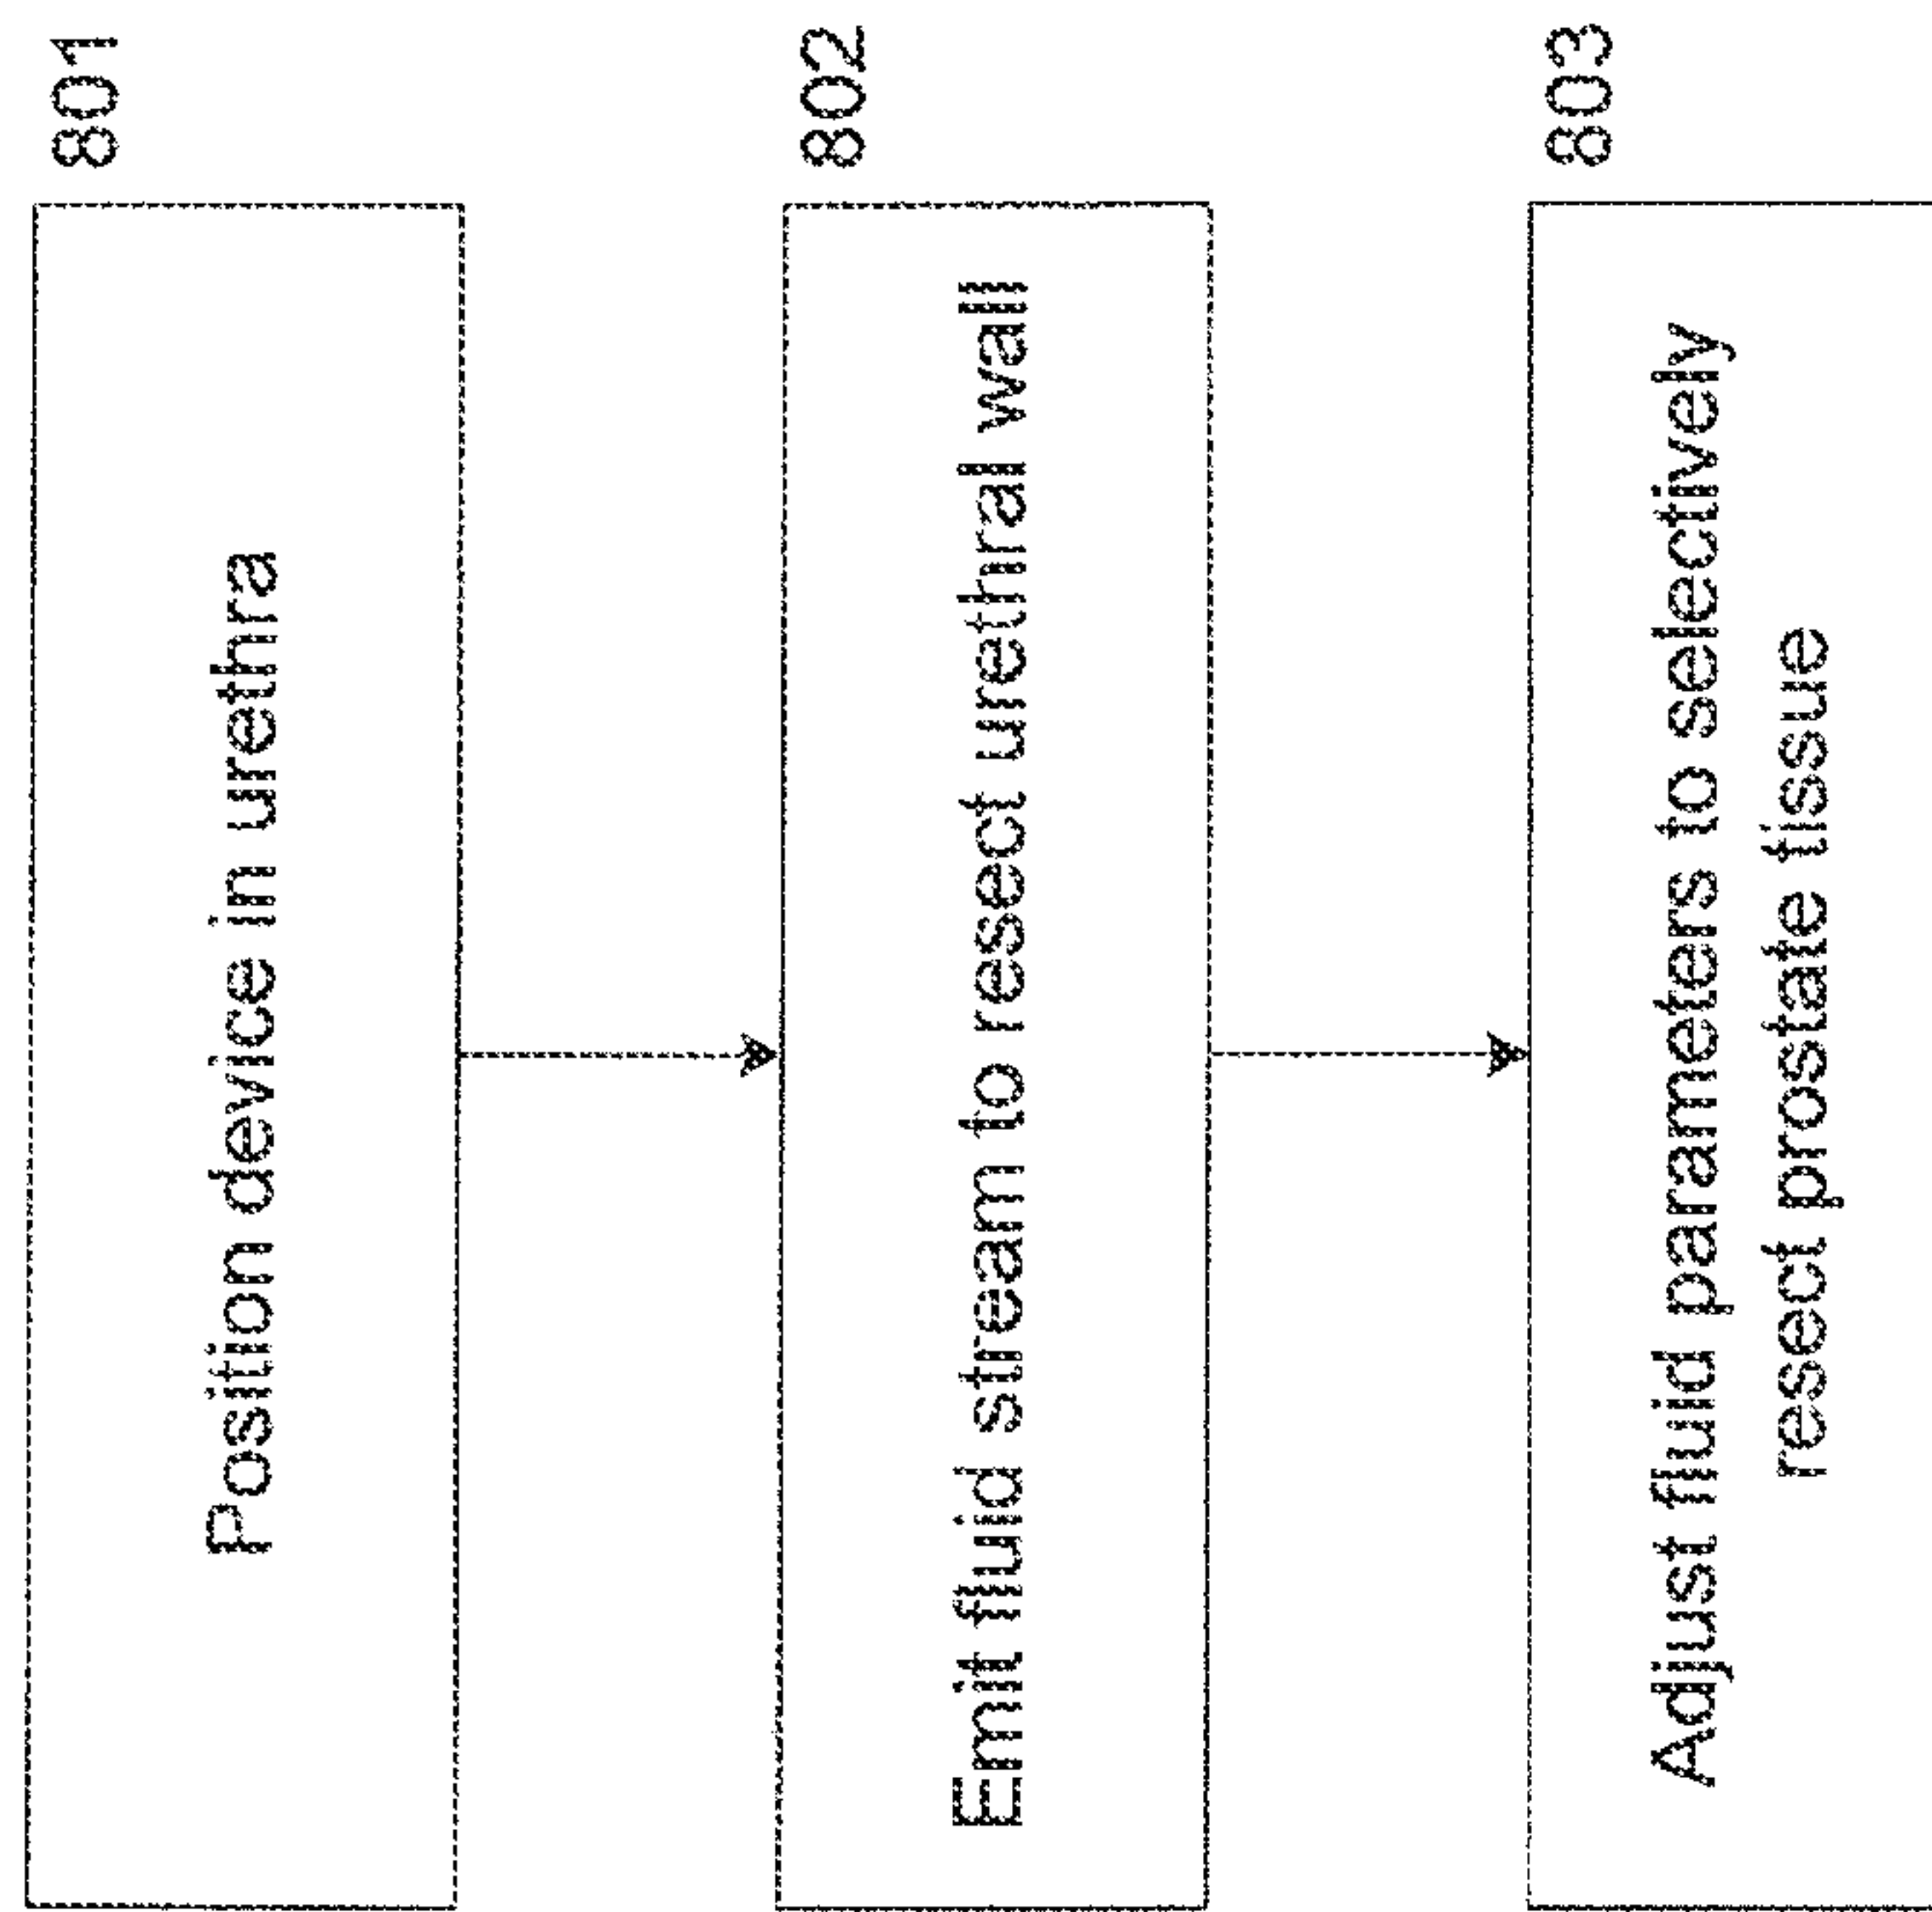 801
Position device in urethra
802
Emit fluid stream to resect urethral wall
803
Adjust fluid parameters to selectively
resect prostate tissue